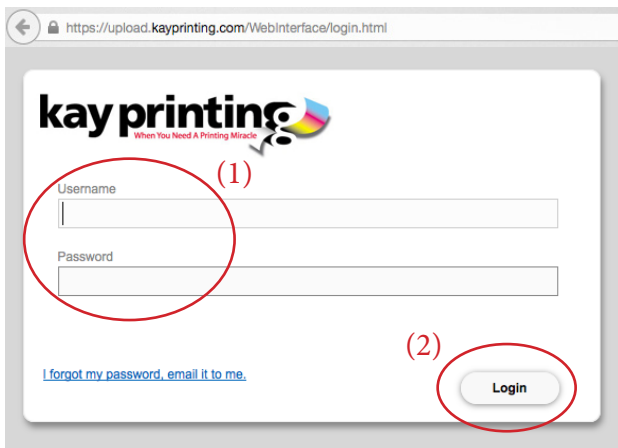 https://upload.kayprinting.com/WebInterface/login.html
kay printing
When You Need A Printing Miracle
(1)
Username
Password
(2)
I forgot my password, email it to me.
Login